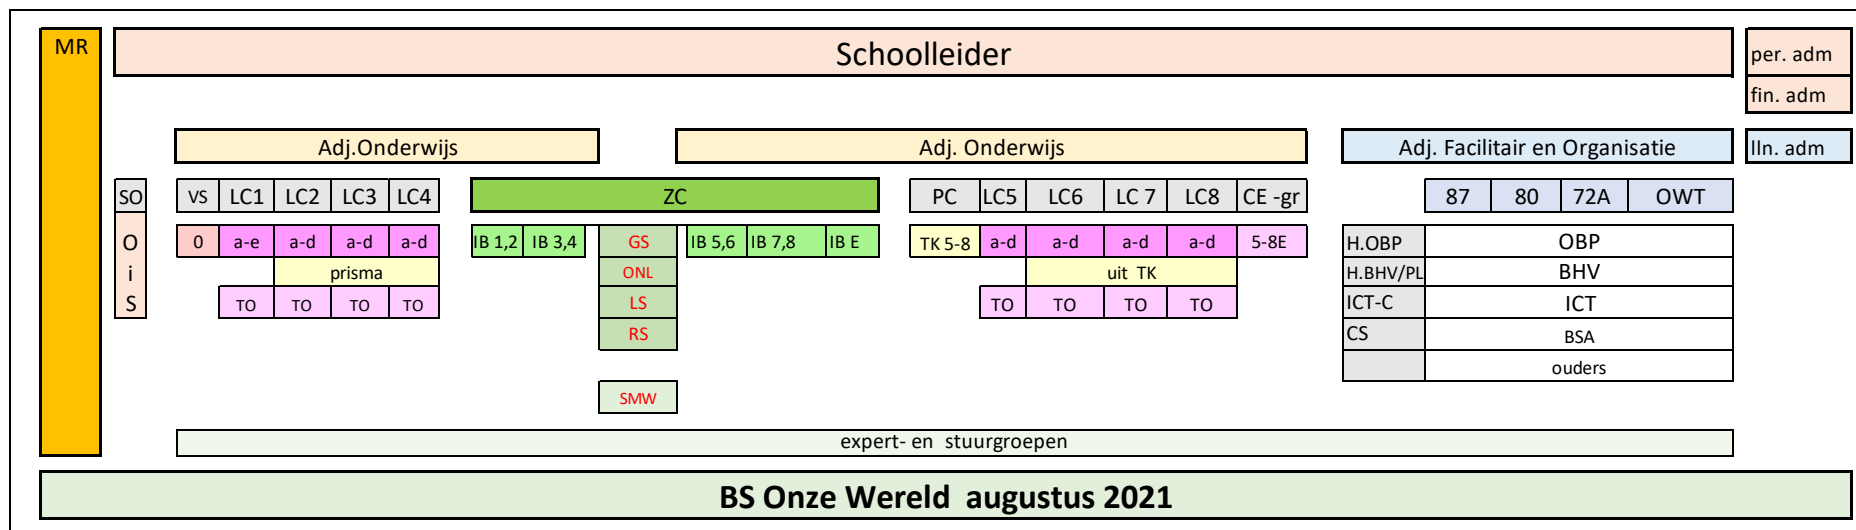 MR Schoolleider per. adm
fin. adm
Adj.Onderwijs Adj. Onderwijs Adj. Facilitair en Organisatie lln. adm
SO VS LC1 LC2 LC3 LC4 ZC PC LC5 LC6 LC 7 LC8 CE -gr 87 80 72A OWT
O 0 a-e a-d a-d a-d IB 1,2 IB 3,4 GS IB 5,6 IB 7,8 IB E TK 5-8 a-d a-d a-d a-d 5-8E H.OBP OBP
i prisma ONL uit TK H.BHV/PL BHV
S TO TO TO TO LS TO TO TO TO ICT-C ICT
RS CS BSA
ouders
SMW
expert- en stuurgroepen
BS Onze Wereld augustus 2021